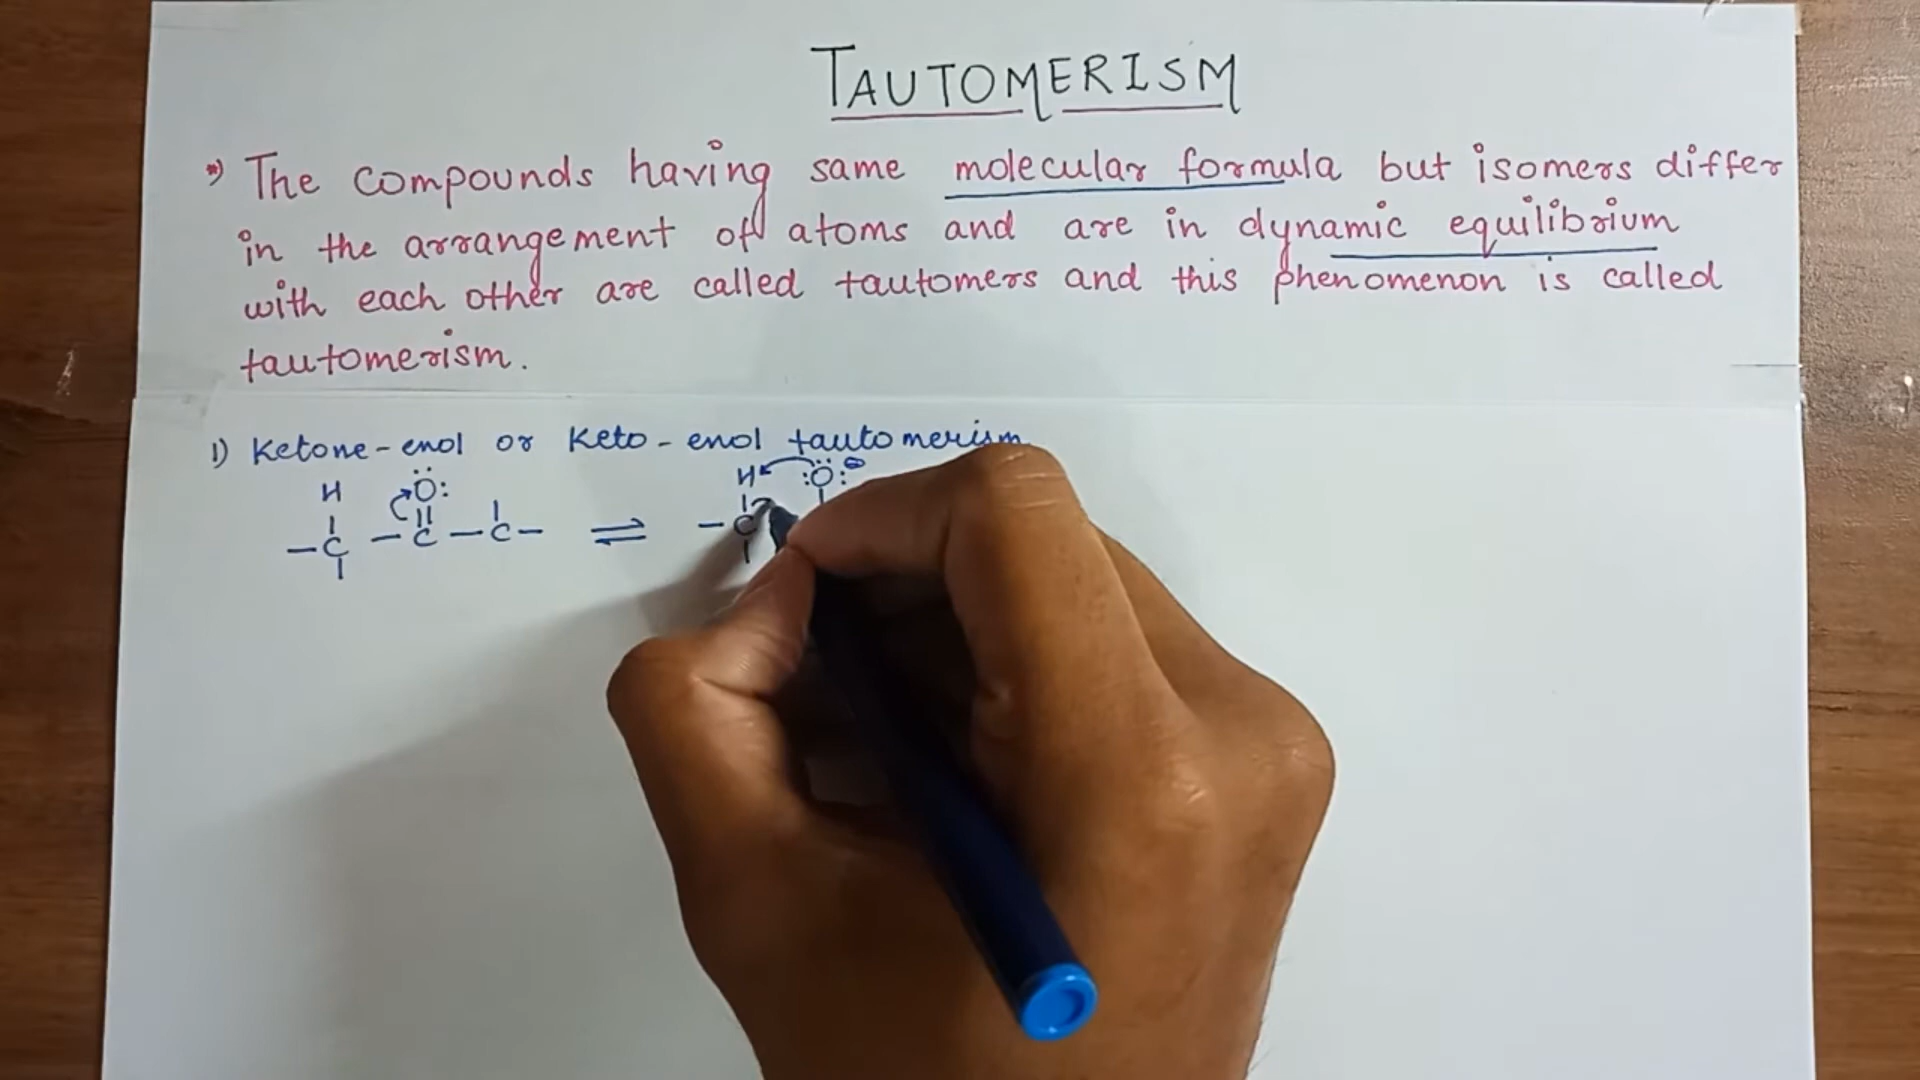 TAUTOMERISM
*) The compounds having same molecular formula but isomers differ
in the arrangement of atoms and are in dynamic equilibrium
with each other are called tautomers and this phenomenon is called
tautomerism.
1) Ketone-enol or Keto-enol tautomerism
H :O: H :O:⊖
-C-C-C- ⇌ -C